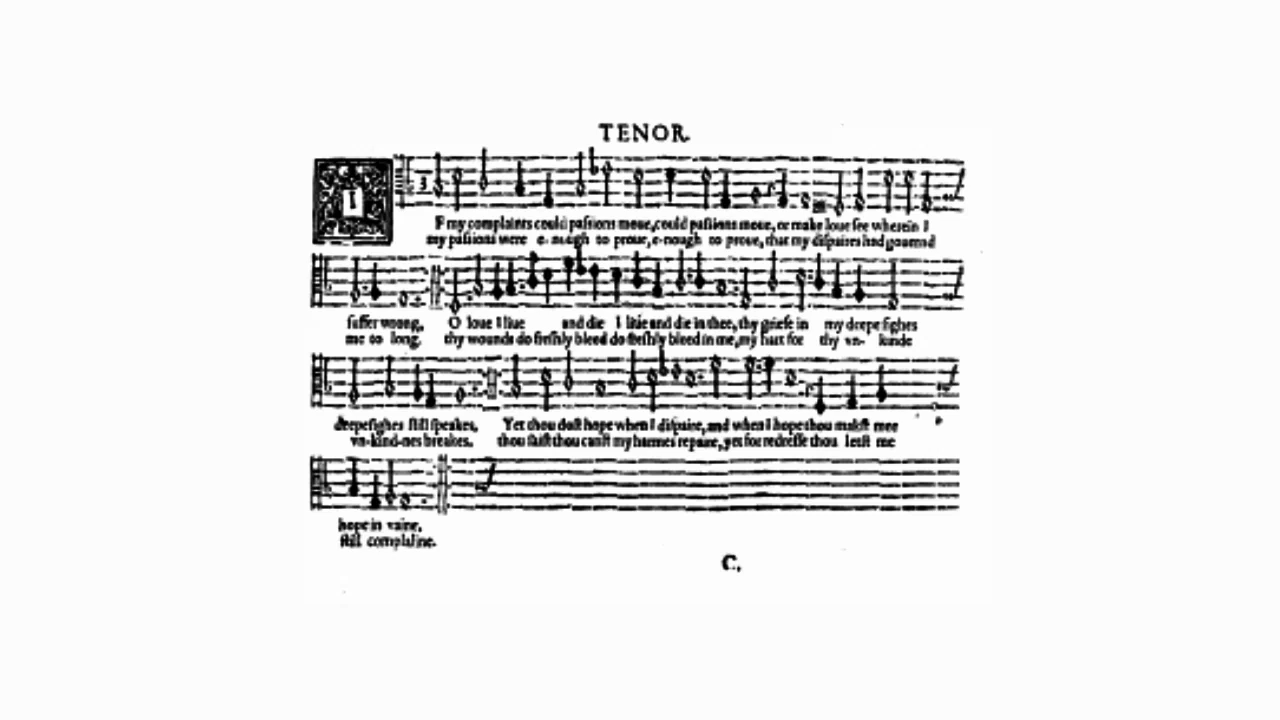 TENOR.
3
I
F my complaints could passions moue, could passions moue, or make loue see wherein I
my passions were e-nough to proue, e-nough to proue, that my dispaires had gouernd
suffer wrong,
me to long,
O loue I liue and die I liue and die in thee, thy griefe in my deepe sighes
thy wounds do freshly bleed do freshly bleed in me, my hart for thy vn- kinde
deepe sighes still speakes,
vn-kind-nes breakes.
Yet thou dost hope when I dispaire, and when I hope thou makst mee
thou saist thou canst my harmes repaire, yet for redresse thou letst me
hope in vaine,
still complaine.
C.